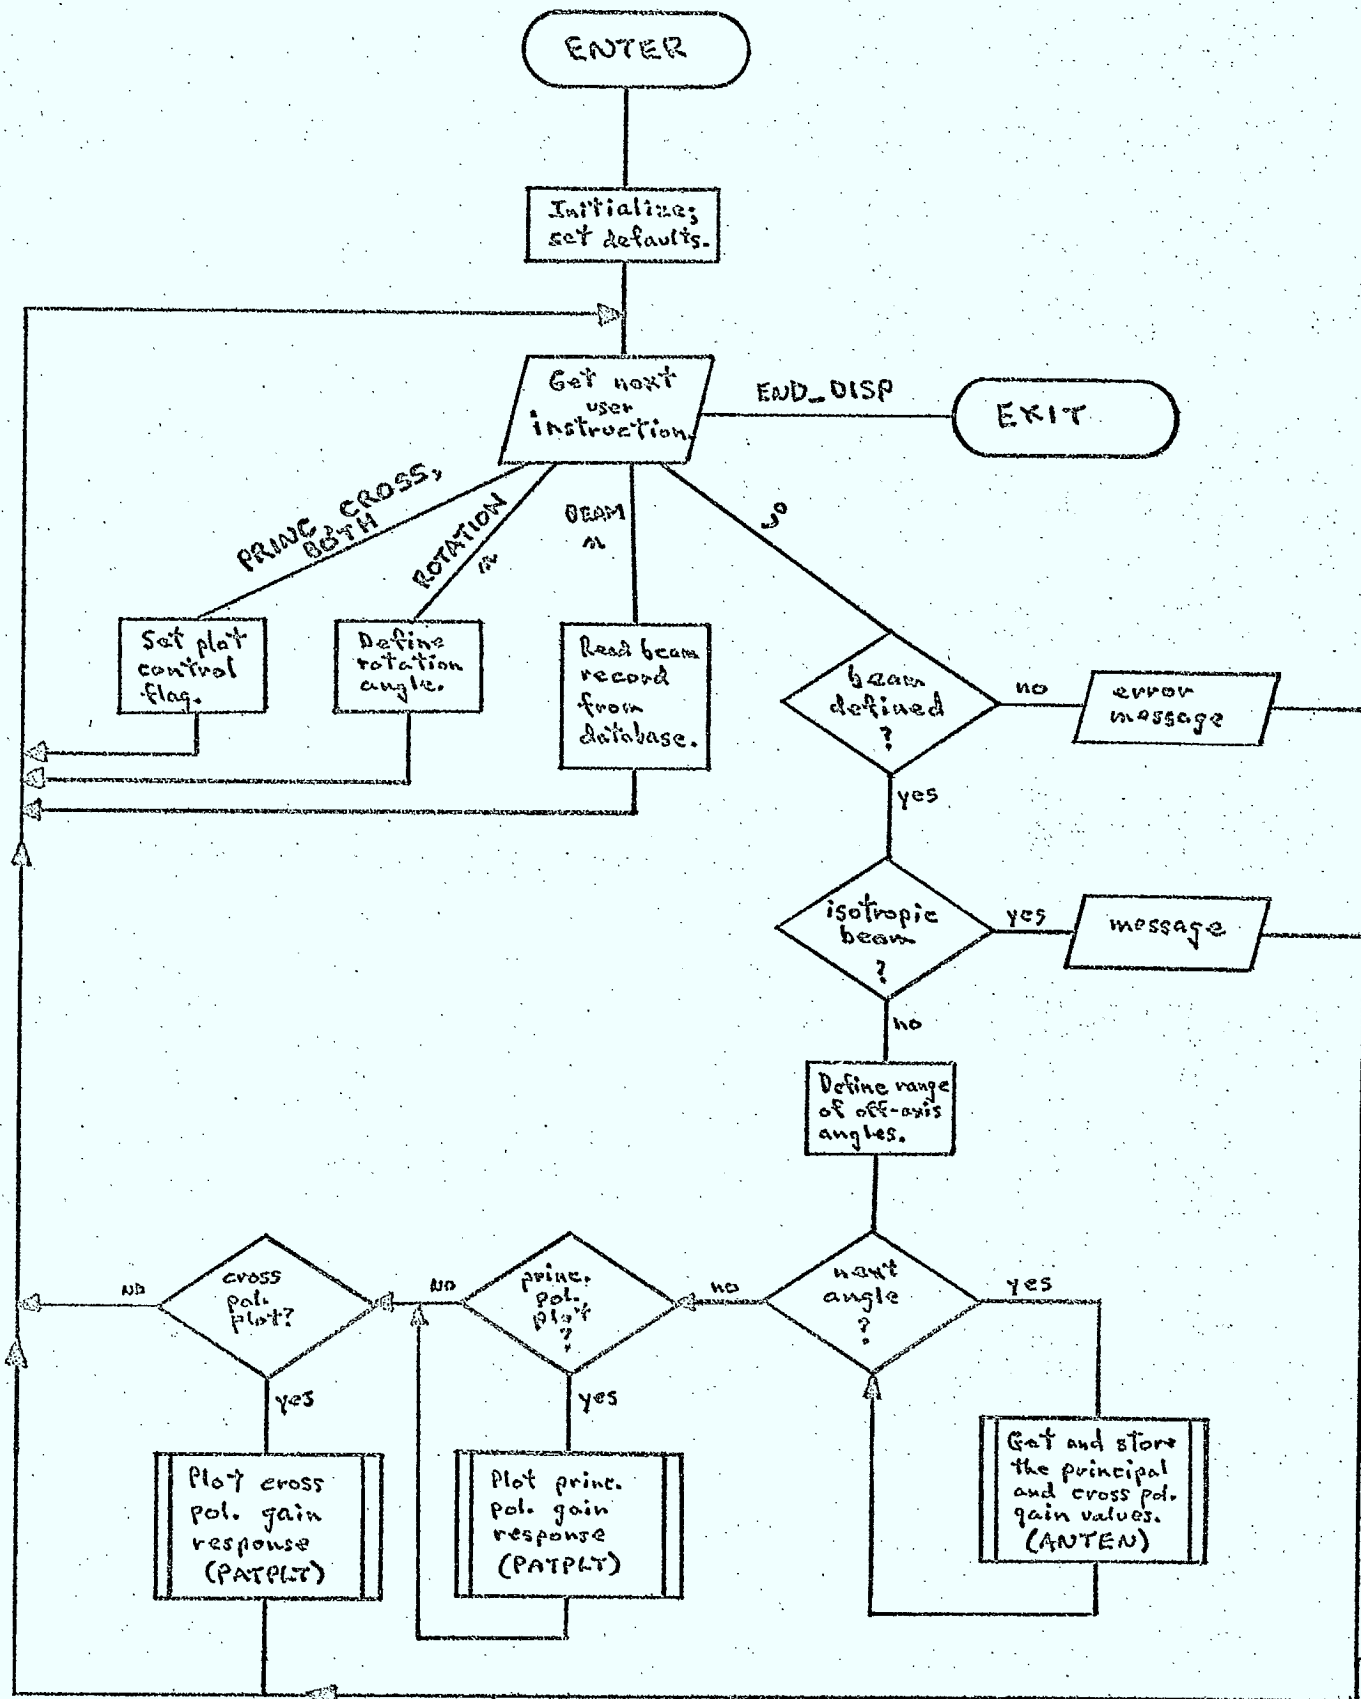 ENTER
Initialize;
set defaults.
Get next
user
instruction.
END_DISP
EXIT
PRINC, CROSS,
BOTH
ROTATION
n
BEAM
n
go
Set plot
control
flag.
Define
rotation
angle.
Read beam
record
from
database.
beam
defined
?
no
error
message
yes
isotropic
beam
?
yes
message
no
Define range
of off-axis
angles.
next
angle
?
yes
no
princ.
pol.
plot
?
NO
cross
pol.
plot?
NO
yes
yes
Plot cross
pol. gain
response
(PATPLT)
Plot princ.
pol. gain
response
(PATPLT)
Get and store
the principal
and cross pol.
gain values.
(ANTEN)